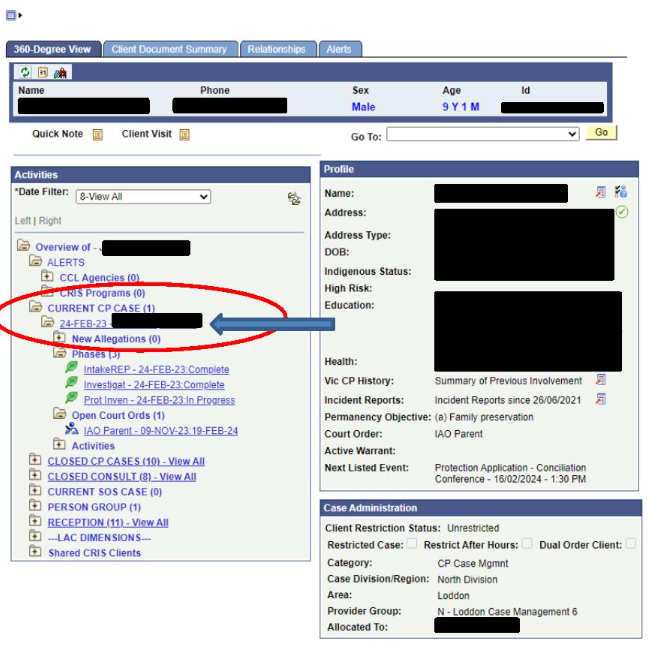 360-Degree View Client Document Summary Relationships Alerts
Name Phone Sex Age Id
Male 9 Y 1 M
Quick Note Client Visit Go To: Go
Activities
*Date Filter: 8-View All
Left | Right
Overview of -
ALERTS
CCL Agencies (0)
CRIS Programs (0)
CURRENT CP CASE (1)
24-FEB-23 -
New Allegations (0)
Phases (3)
IntakeREP - 24-FEB-23:Complete
Investigat - 24-FEB-23:Complete
Prot Inven - 24-FEB-23:In Progress
Open Court Ords (1)
IAO Parent - 09-NOV-23:19-FEB-24
Activities
CLOSED CP CASES (10) - View All
CLOSED CONSULT (8) - View All
CURRENT SOS CASE (0)
PERSON GROUP (1)
RECEPTION (11) - View All
---LAC DIMENSIONS---
Shared CRIS Clients
Profile
Name:
Address:
Address Type:
DOB:
Indigenous Status:
High Risk:
Education:
Health:
Vic CP History: Summary of Previous Involvement
Incident Reports: Incident Reports since 26/06/2021
Permanency Objective: (a) Family preservation
Court Order: IAO Parent
Active Warrant:
Next Listed Event: Protection Application - Conciliation
Conference - 16/02/2024 - 1:30 PM
Case Administration
Client Restriction Status: Unrestricted
Restricted Case: Restrict After Hours: Dual Order Client:
Category: CP Case Mgmnt
Case Division/Region: North Division
Area: Loddon
Provider Group: N - Loddon Case Management 6
Allocated To: